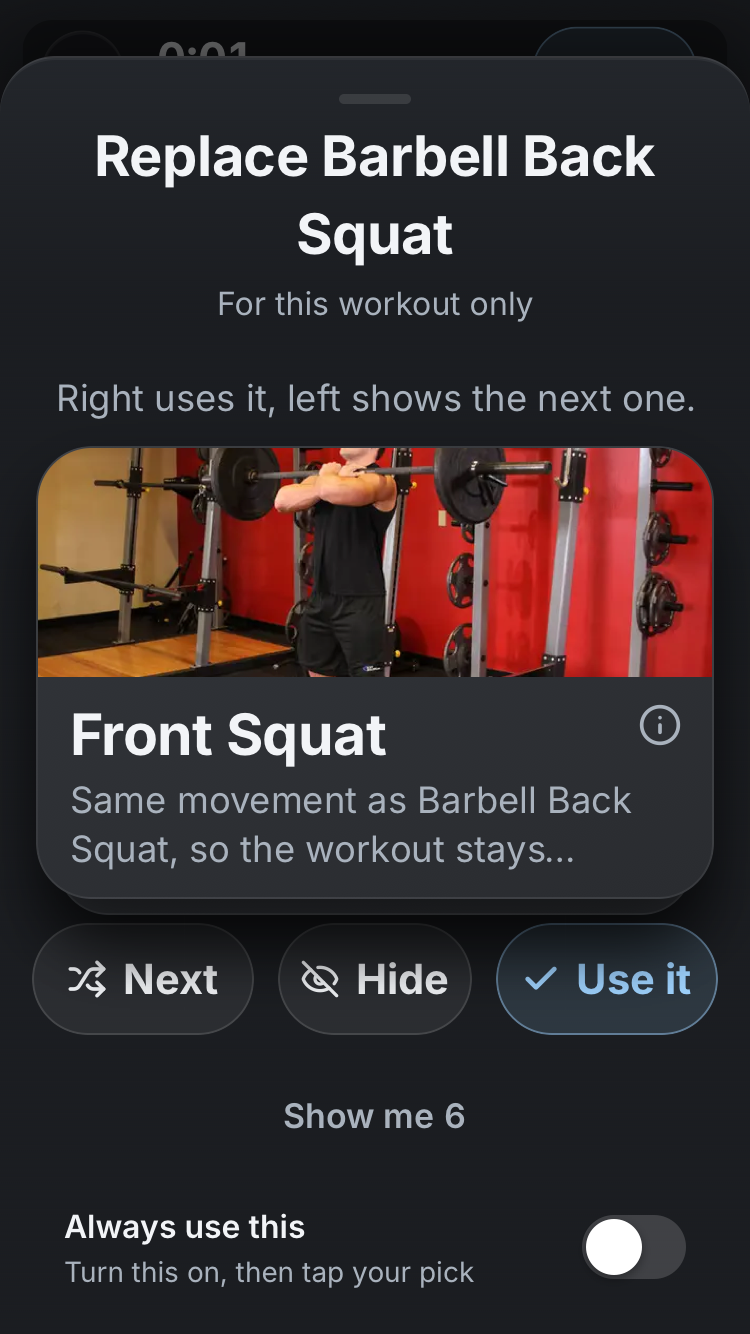 0:01
Replace Barbell Back
Squat
For this workout only
Right uses it, left shows the next one.
Front Squat
Same movement as Barbell Back
Squat, so the workout stays...
Next
Hide
Use it
Show me 6
Always use this
Turn this on, then tap your pick